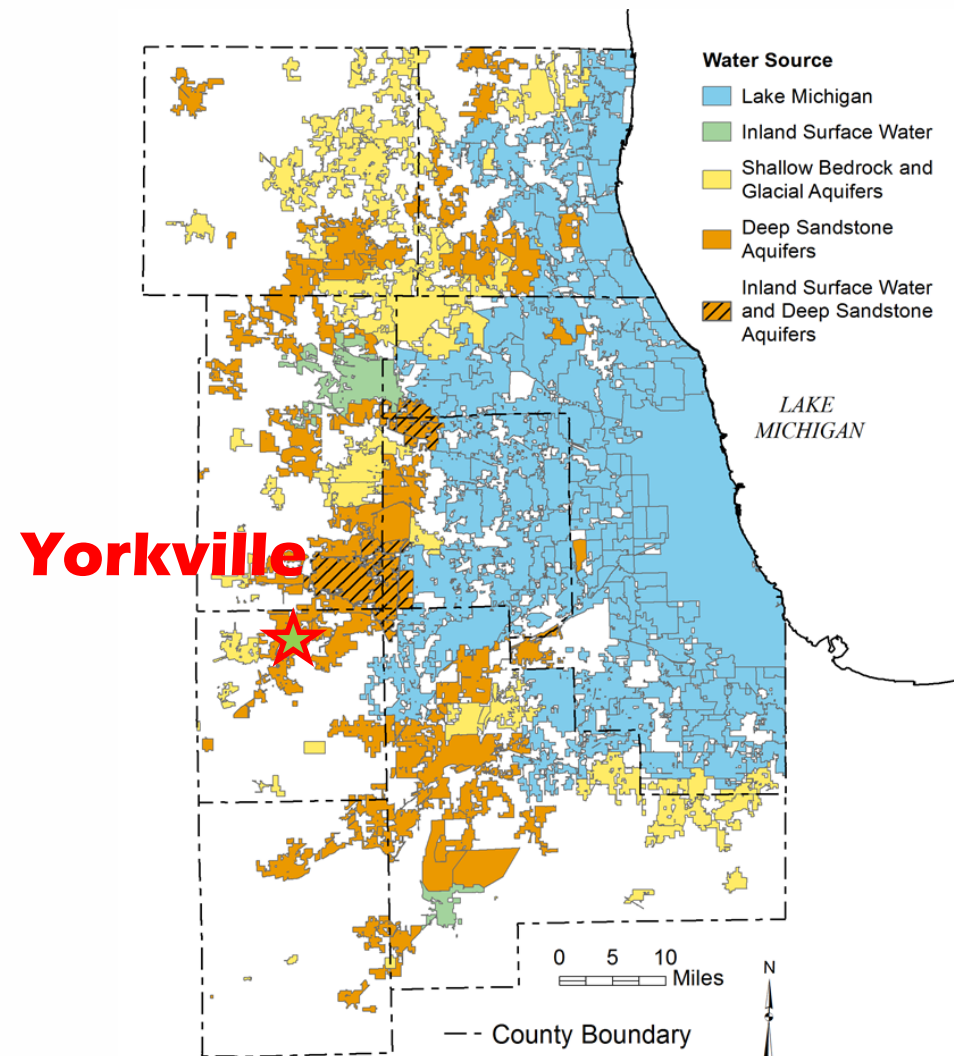 Water Source
Lake Michigan
Inland Surface Water
Shallow Bedrock and
Glacial Aquifers
Deep Sandstone
Aquifers
Inland Surface Water
and Deep Sandstone
Aquifers
LAKE
MICHIGAN
Yorkville
0 5 10
Miles
N
County Boundary